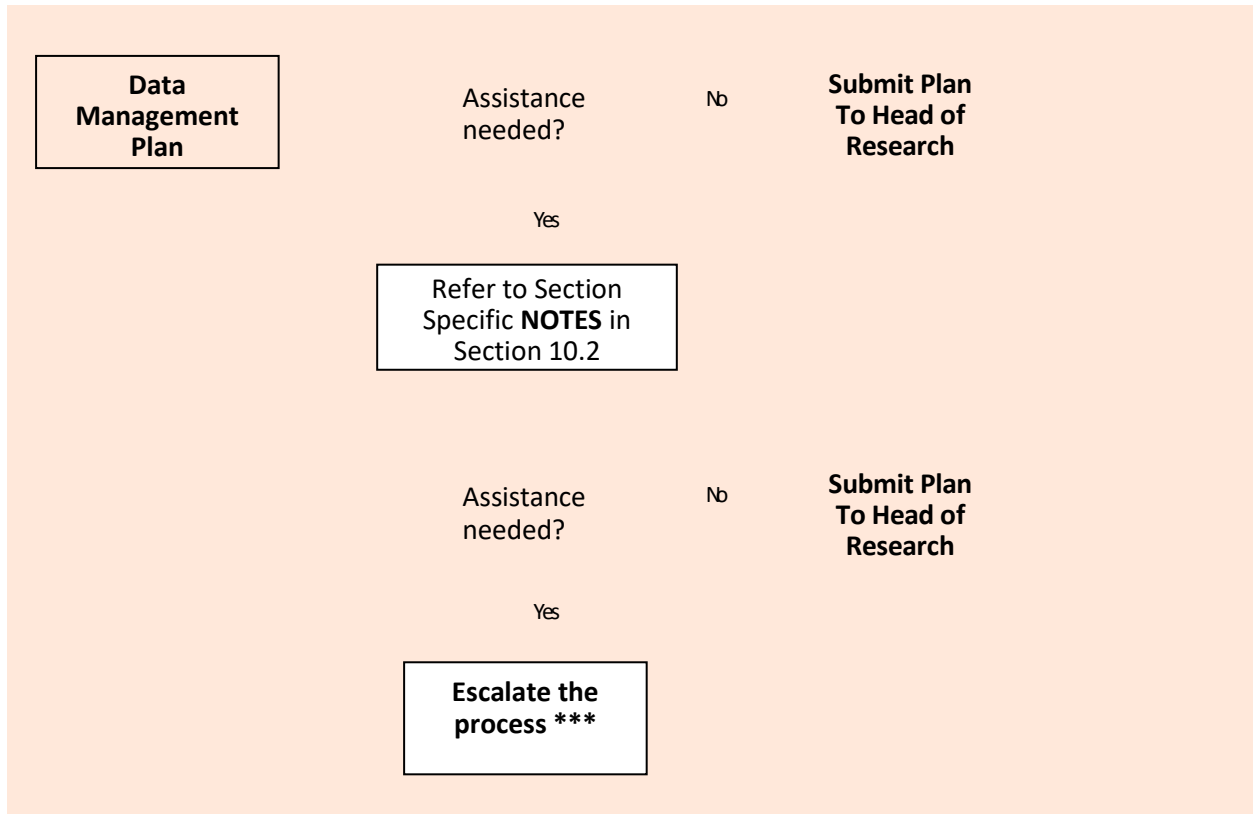 Data
Management
Plan
Assistance
needed?
No
Submit Plan
To Head of
Research
Yes
Refer to Section
Specific NOTES in
Section 10.2
Assistance
needed?
No
Submit Plan
To Head of
Research
Yes
Escalate the
process ***